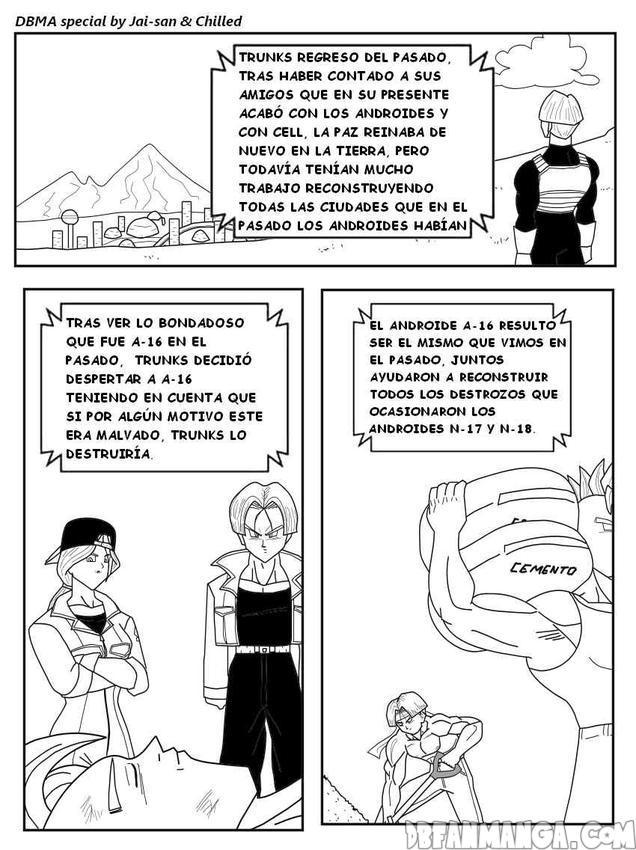 DBMA special by Jai-san & Chilled
TRUNKS REGRESO DEL PASADO,
TRAS HABER CONTADO A SUS
AMIGOS QUE EN SU PRESENTE
ACABÓ CON LOS ANDROIDES Y
CON CELL, LA PAZ REINABA DE
NUEVO EN LA TIERRA, PERO
TODAVÍA TENÍAN MUCHO
TRABAJO RECONSTRUYENDO
TODAS LAS CIUDADES QUE EN EL
PASADO LOS ANDROIDES HABÍAN
TRAS VER LO BONDADOSO
QUE FUE A-16 EN EL
PASADO, TRUNKS DECIDIÓ
DESPERTAR A A-16
TENIENDO EN CUENTA QUE
SI POR ALGÚN MOTIVO ESTE
ERA MALVADO, TRUNKS LO
DESTRUIRÍA.
EL ANDROIDE A-16 RESULTO
SER EL MISMO QUE VIMOS EN
EL PASADO, JUNTOS
AYUDARON A RECONSTRUIR
TODOS LOS DESTROZOS QUE
OCASIONARON LOS
ANDROIDES N-17 Y N-18.
CEMENTO
DBFANMANGA.COM